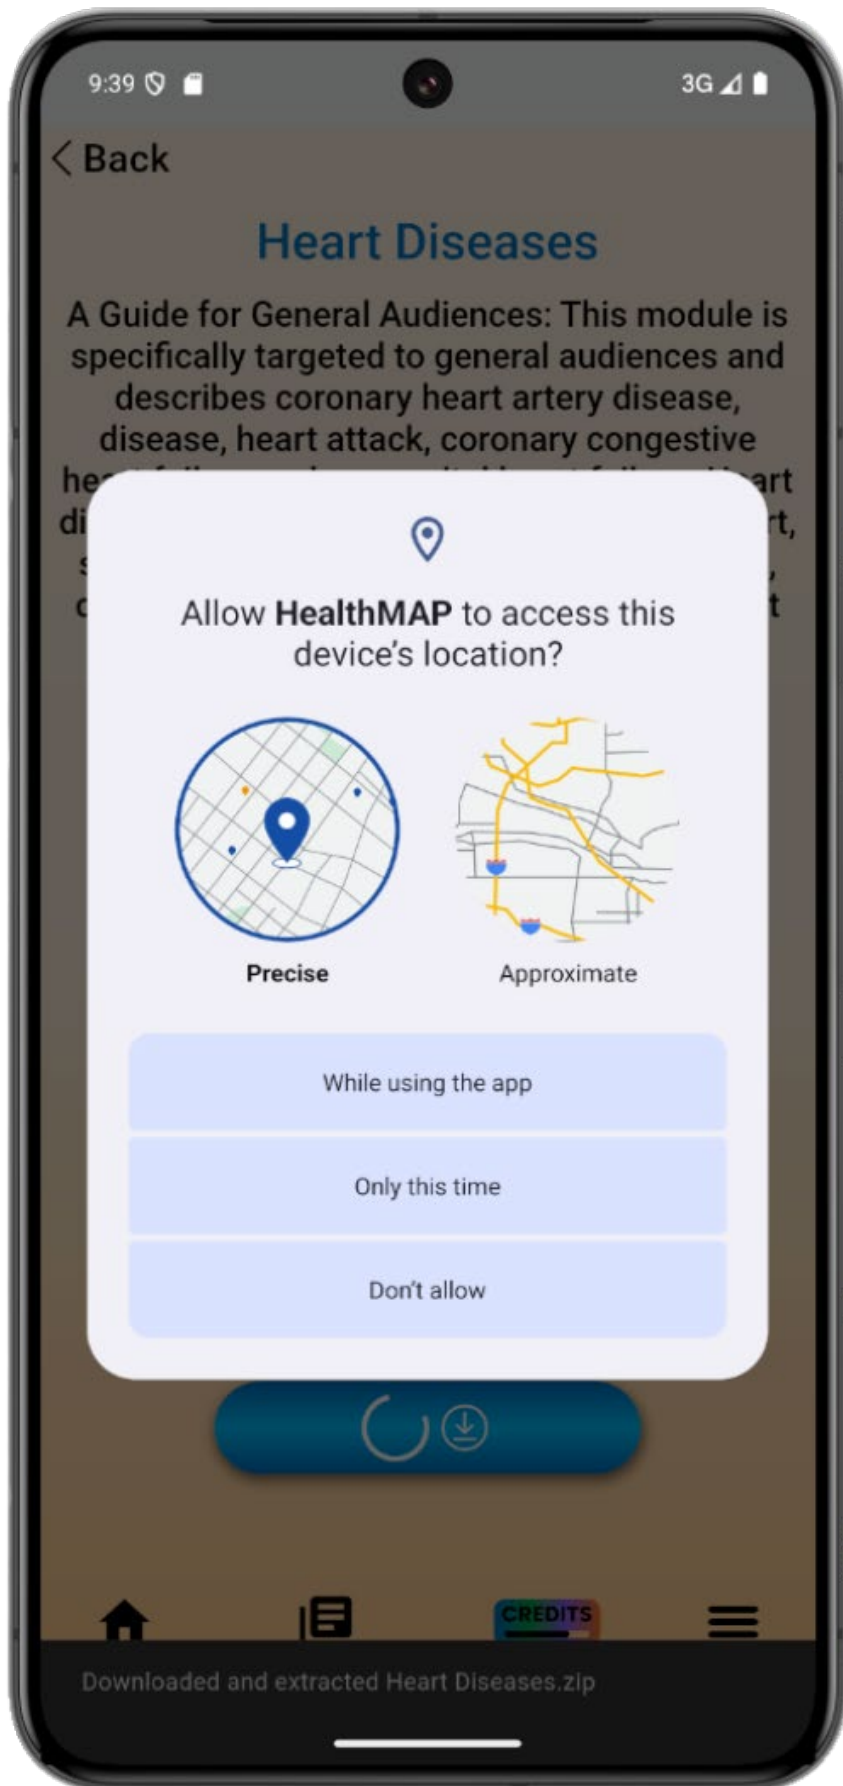 9:39
3G
Back
Heart Diseases
A Guide for General Audiences: This module is
specifically targeted to general audiences and
describes coronary heart artery disease,
disease, heart attack, coronary congestive
Allow HealthMAP to access this
device's location?
Precise
Approximate
While using the app
Only this time
Don't allow
CREDITS
Downloaded and extracted Heart Diseases.zip